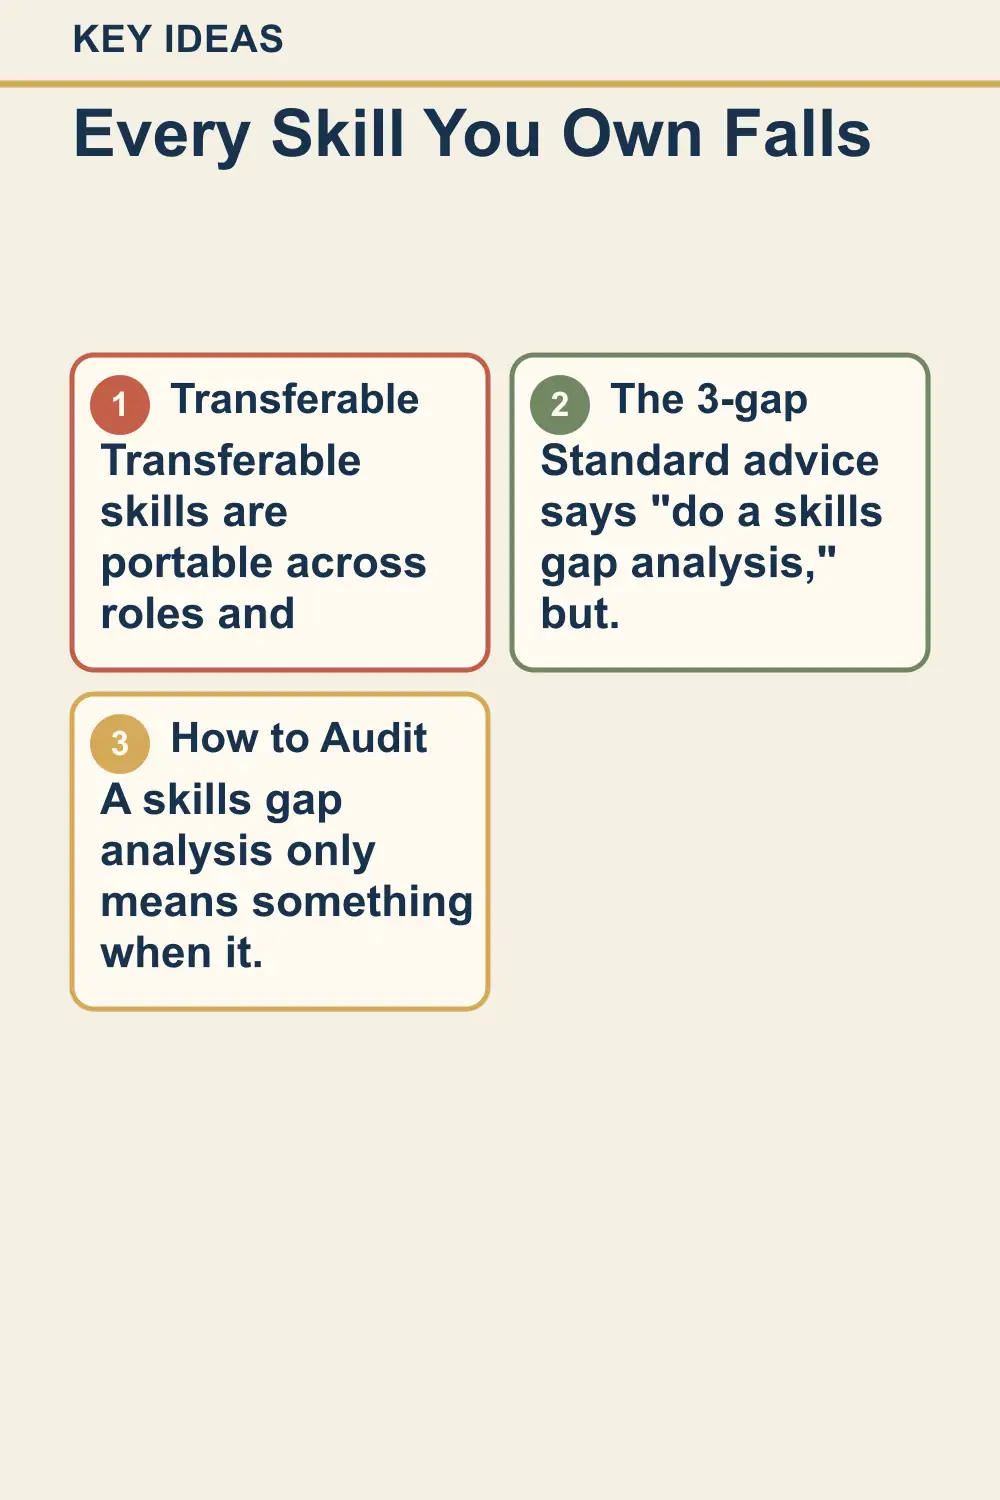 KEY IDEAS
Every Skill You Own Falls
1 Transferable
Transferable
skills are
portable across
roles and
2 The 3-gap
Standard advice
says "do a skills
gap analysis,"
but.
3 How to Audit
A skills gap
analysis only
means something
when it.